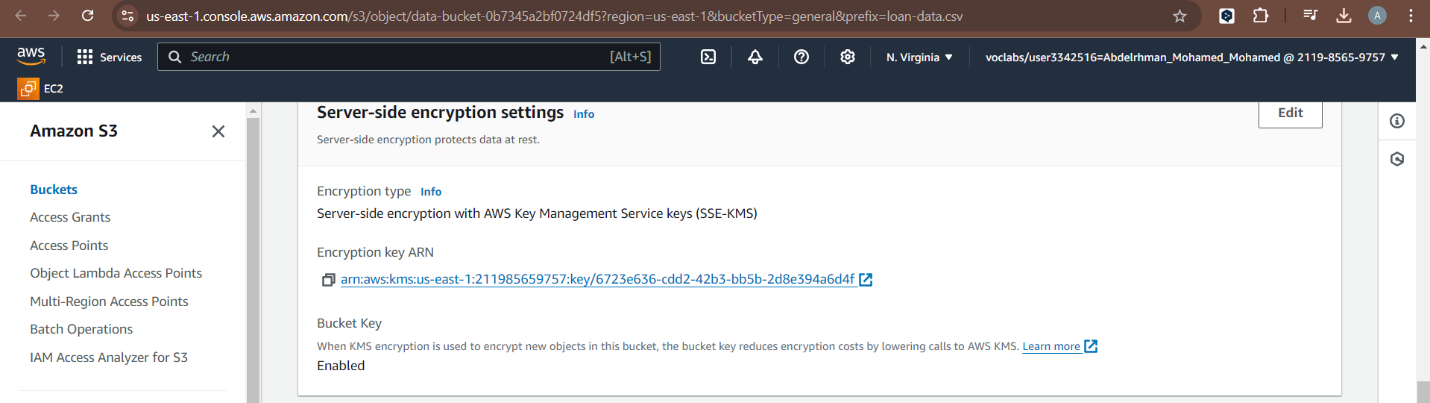 us-east-1.console.aws.amazon.com/s3/object/data-bucket-0b7345a2bf0724df5?region=us-east-1&bucketType=general&prefix=loan-data.csv
A
aws
Services
Search
[Alt+S]
N. Virginia
voclabs/user3342516=Abdelrhman_Mohamed_Mohamed @ 2119-8565-9757
EC2
Amazon S3
Buckets
Access Grants
Access Points
Object Lambda Access Points
Multi-Region Access Points
Batch Operations
IAM Access Analyzer for S3
Server-side encryption settings Info
Edit
Server-side encryption protects data at rest.
Encryption type Info
Server-side encryption with AWS Key Management Service keys (SSE-KMS)
Encryption key ARN
arn:aws:kms:us-east-1:211985659757:key/6723e636-cdd2-42b3-bb5b-2d8e394a6d4f
Bucket Key
When KMS encryption is used to encrypt new objects in this bucket, the bucket key reduces encryption costs by lowering calls to AWS KMS. Learn more
Enabled